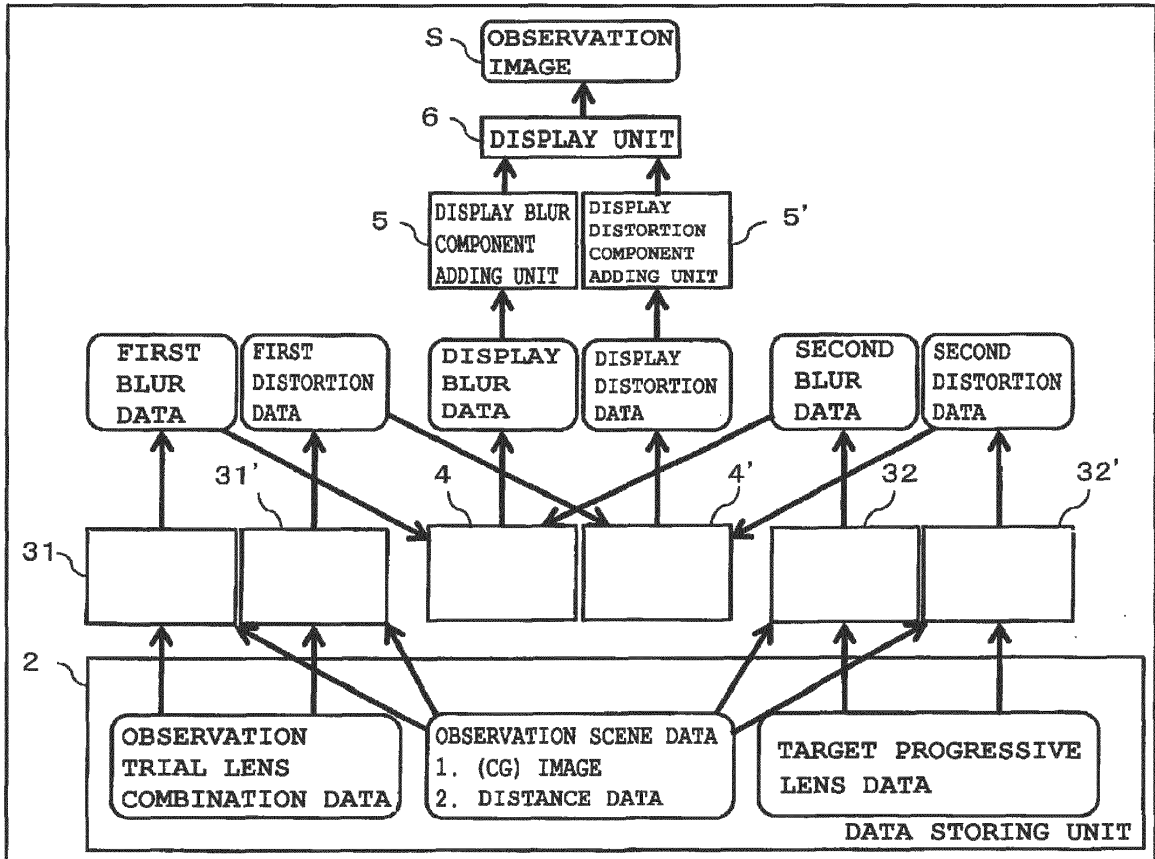 S
OBSERVATION
IMAGE
6
DISPLAY UNIT
5
DISPLAY BLUR
COMPONENT
ADDING UNIT
DISPLAY
DISTORTION
COMPONENT
ADDING UNIT
5'
FIRST
BLUR
DATA
FIRST
DISTORTION
DATA
DISPLAY
BLUR
DATA
DISPLAY
DISTORTION
DATA
SECOND
BLUR
DATA
SECOND
DISTORTION
DATA
31
31'
4
4'
32
32'
2
OBSERVATION
TRIAL LENS
COMBINATION DATA
OBSERVATION SCENE DATA
1. (CG) IMAGE
2. DISTANCE DATA
TARGET PROGRESSIVE
LENS DATA
DATA STORING UNIT